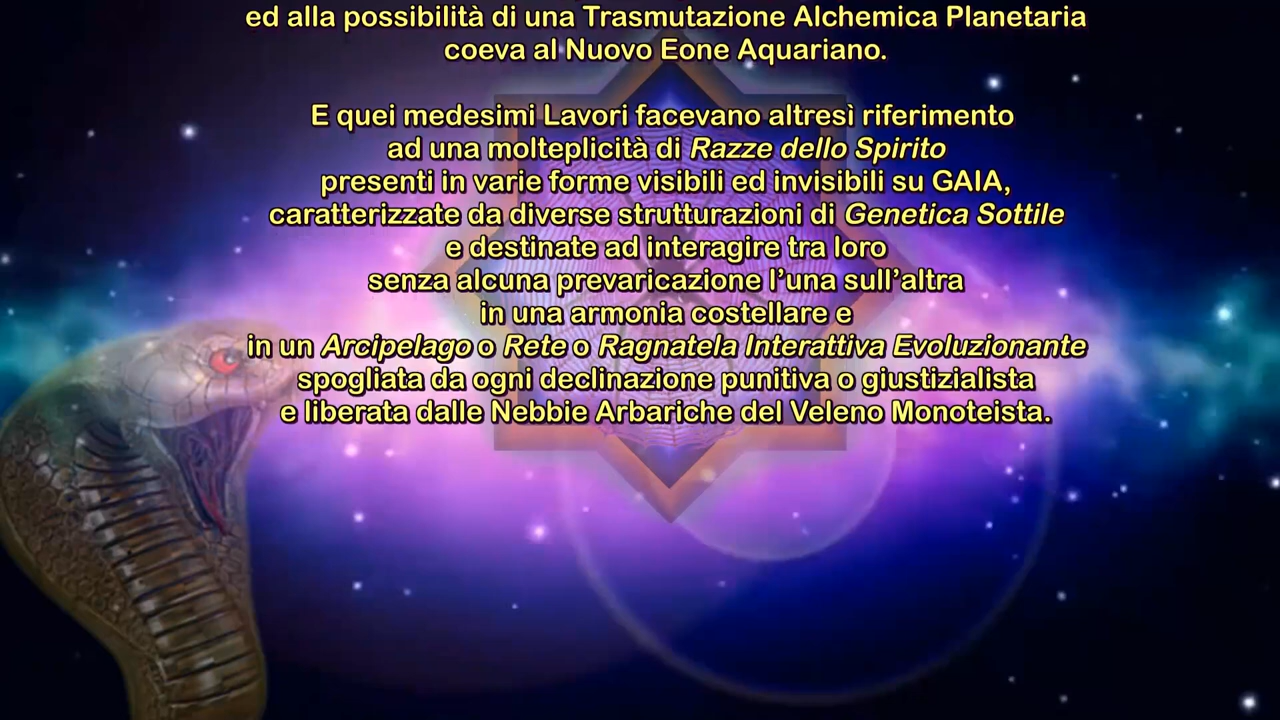 ed alla possibilità di una Trasmutazione Alchemica Planetaria
coeva al Nuovo Eone Aquariano.
E quei medesimi Lavori facevano altresì riferimento
ad una molteplicità di Razze dello Spirito
presenti in varie forme visibili ed invisibili su GAIA,
caratterizzate da diverse strutturazioni di Genetica Sottile
e destinate ad interagire tra loro
senza alcuna prevaricazione l’una sull’altra
in una armonia costellare e
in un Arcipelago o Rete o Ragnatela Interattiva Evoluzionante
spogliata da ogni declinazione punitiva o giustizialista
e liberata dalle Nebbie Arbariche del Veleno Monoteista.